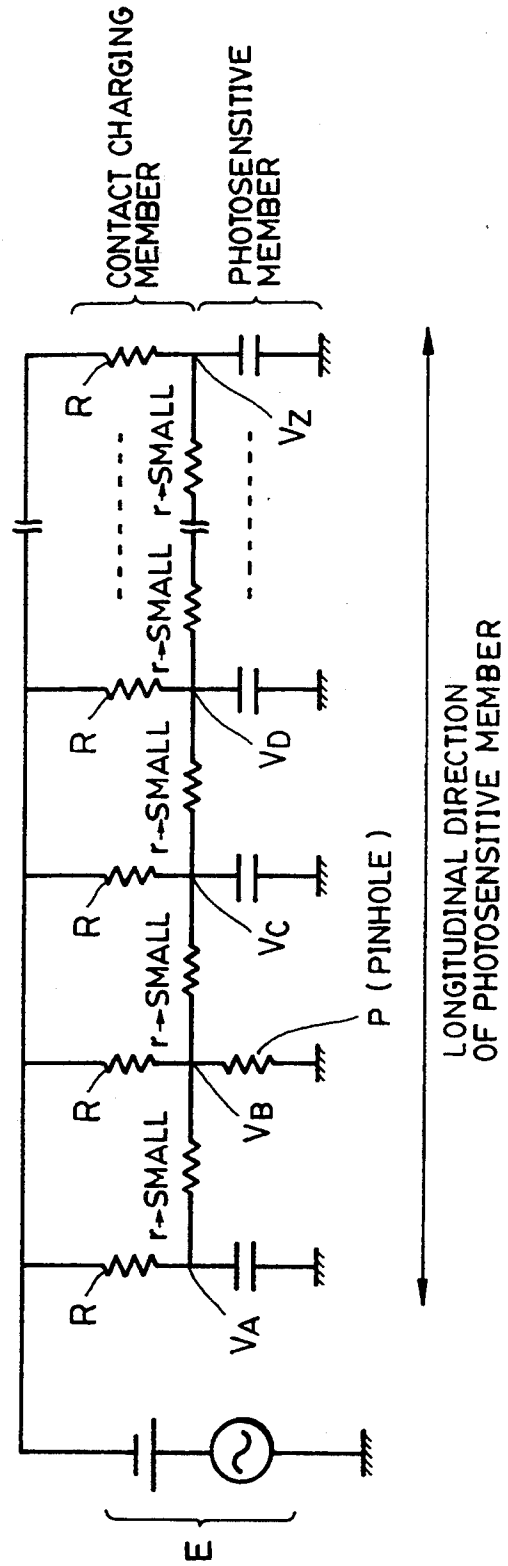 CONTACT CHARGING
MEMBER
PHOTOSENSITIVE
MEMBER
E
R
R
R
R
R
r→SMALL
r→SMALL
r→SMALL
r→SMALL
r→SMALL
VA
VB
VC
VD
VZ
P (PINHOLE)
LONGITUDINAL DIRECTION
OF PHOTOSENSITIVE MEMBER